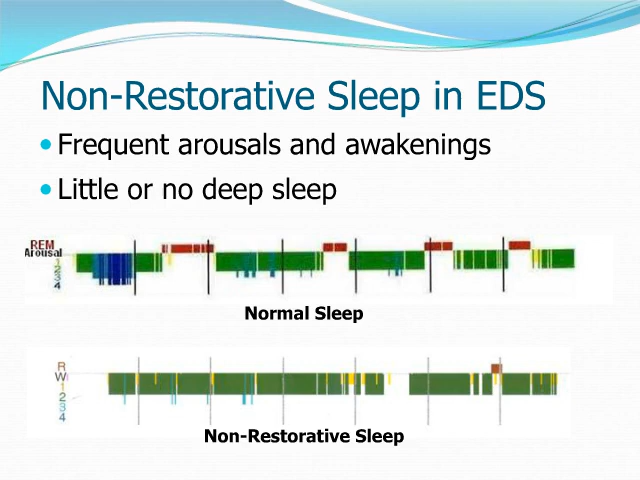 Non-Restorative Sleep in EDS
Frequent arousals and awakenings
Little or no deep sleep
REM
Arousal
1
2
3
4
Normal Sleep
R
W
1
2
3
4
Non-Restorative Sleep